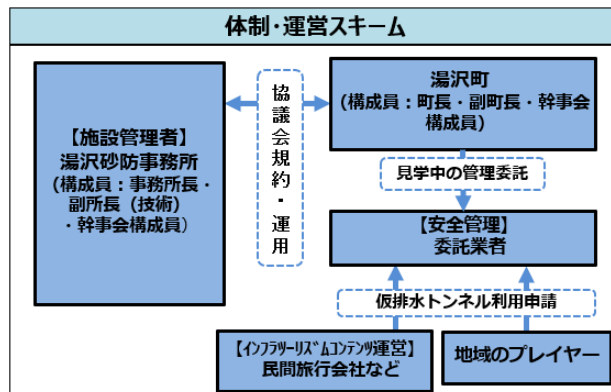 体制・運営スキーム
【施設管理者】
湯沢砂防事務所
(構成員：事務所長・
副所長（技術）
・幹事会構成員）
協議会規約・運用
湯沢町
(構成員：町長・副町長・幹事会
構成員)
見学中の管理委託
【安全管理】
委託業者
仮排水トンネル利用申請
【ｲﾝﾌﾗﾂｰﾘｽﾞﾑｺﾝﾃﾝﾂ運営】
民間旅行会社など
地域のプレイヤー